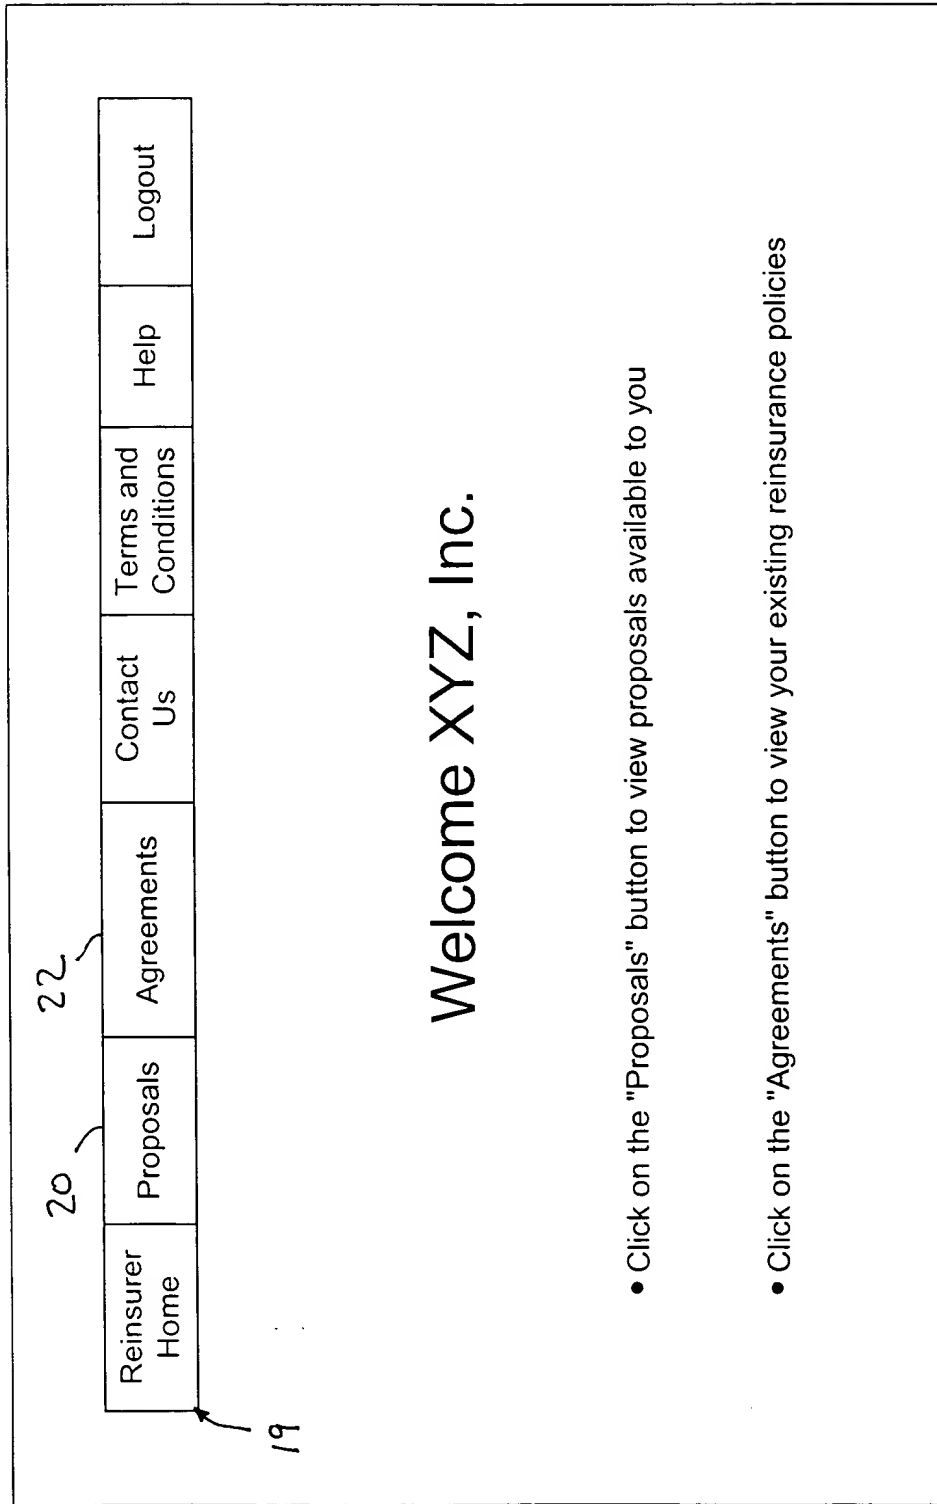 20
22
Reinsurer
Home
Proposals
Agreements
Contact
Us
Terms and
Conditions
Help
Logout
19
Welcome XYZ, Inc.
• Click on the "Proposals" button to view proposals available to you
• Click on the "Agreements" button to view your existing reinsurance policies